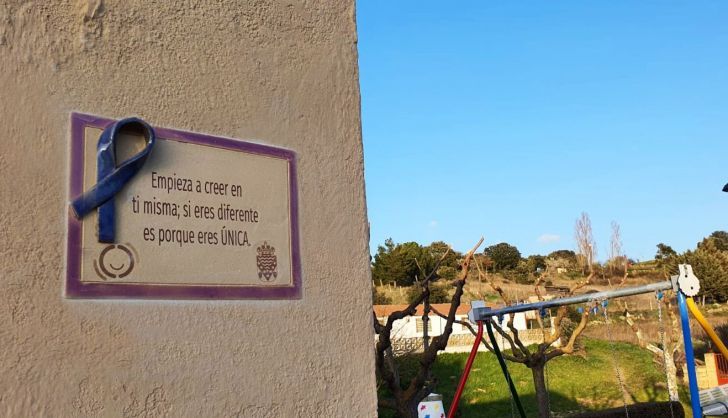 Empieza a creer en
ti misma; si eres diferente
es porque eres ÚNICA.